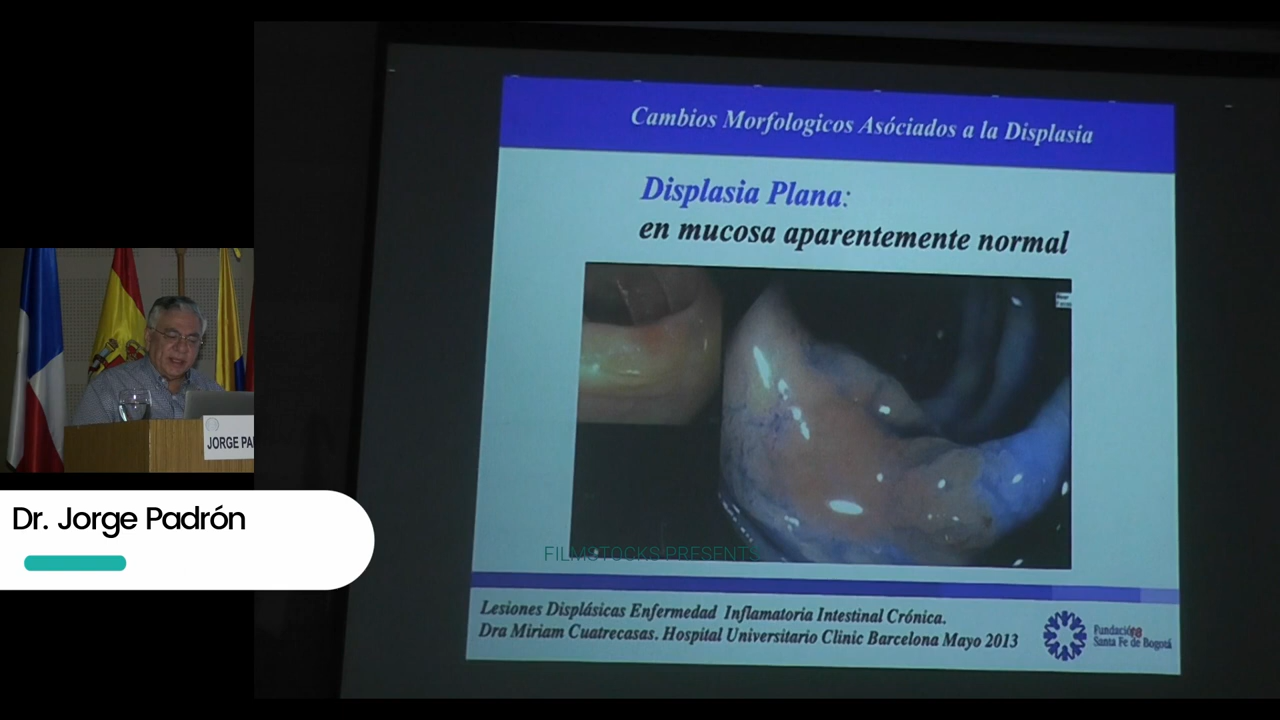 Cambios Morfologicos Asóciados a la Displasia
Displasia Plana:
en mucosa aparentemente normal
JORGE PA
Dr. Jorge Padrón
FILMSTOCKS PRESENTS
Lesiones Displásicas Enfermedad Inflamatoria Intestinal Crónica.
Dra Miriam Cuatrecasas. Hospital Universitario Clinic Barcelona Mayo 2013
Fundación
Santa Fe de Bogotá